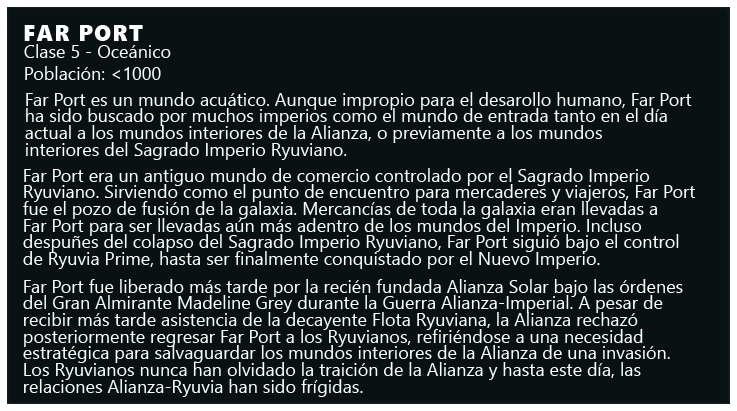 FAR PORT
Clase 5 - Oceánico
Población: <1000
Far Port es un mundo acuático. Aunque impropio para el desarollo humano, Far Port
ha sido buscado por muchos imperios como el mundo de entrada tanto en el día
actual a los mundos interiores de la Alianza, o previamente a los mundos
interiores del Sagrado Imperio Ryuviano.
Far Port era un antiguo mundo de comercio controlado por el Sagrado Imperio
Ryuviano. Sirviendo como el punto de encuentro para mercaderes y viajeros, Far Port
fue el pozo de fusión de la galaxia. Mercancías de toda la galaxia eran llevadas a
Far Port para ser llevadas aún más adentro de los mundos del Imperio. Incluso
despuñes del colapso del Sagrado Imperio Ryuviano, Far Port siguió bajo el control
de Ryuvia Prime, hasta ser finalmente conquistado por el Nuevo Imperio.
Far Port fue liberado más tarde por la recién fundada Alianza Solar bajo las órdenes
del Gran Almirante Madeline Grey durante la Guerra Alianza-Imperial. A pesar de
recibir más tarde asistencia de la decayente Flota Ryuviana, la Alianza rechazó
posteriormente regresar Far Port a los Ryuvianos, refiriéndose a una necesidad
estratégica para salvaguardar los mundos interiores de la Alianza de una invasión.
Los Ryuvianos nunca han olvidado la traición de la Alianza y hasta este día, las
relaciones Alianza-Ryuvia han sido frígidas.